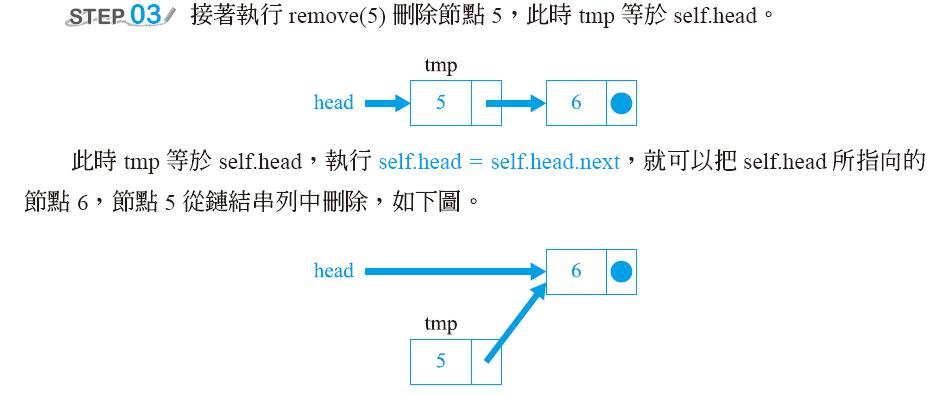 STEP 03 接著執行 remove(5) 刪除節點 5，此時 tmp 等於 self.head。
tmp
head 5 6
此時 tmp 等於 self.head，執行 self.head = self.head.next，就可以把 self.head 所指向的
節點 6，節點 5 從鏈結串列中刪除，如下圖。
head 6
tmp
5